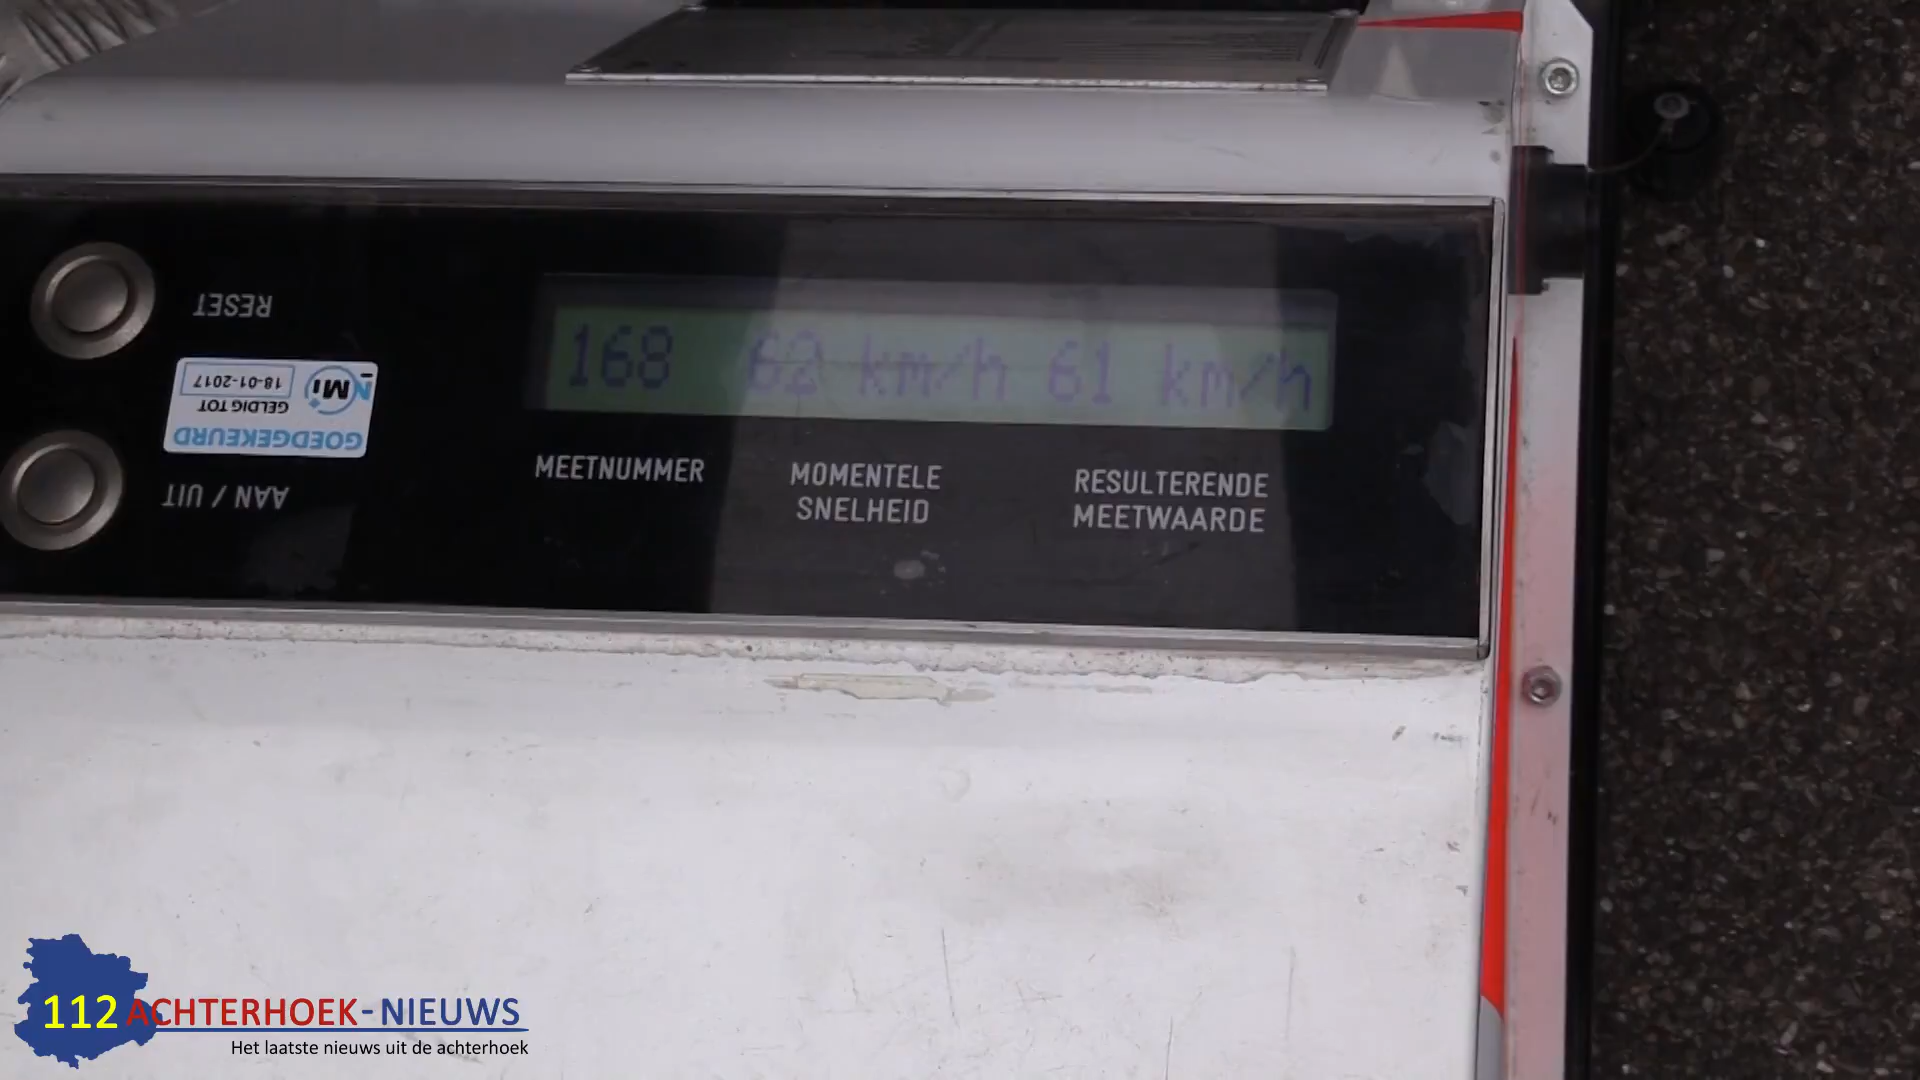 RESET
NMi
18-01-2017
GELDIG TOT
GOEDGEKEURD
AAN / UIT
168 62 km/h 61 km/h
MEETNUMMER
MOMENTELE
SNELHEID
RESULTERENDE
MEETWAARDE
112 ACHTERHOEK-NIEUWS
Het laatste nieuws uit de achterhoek